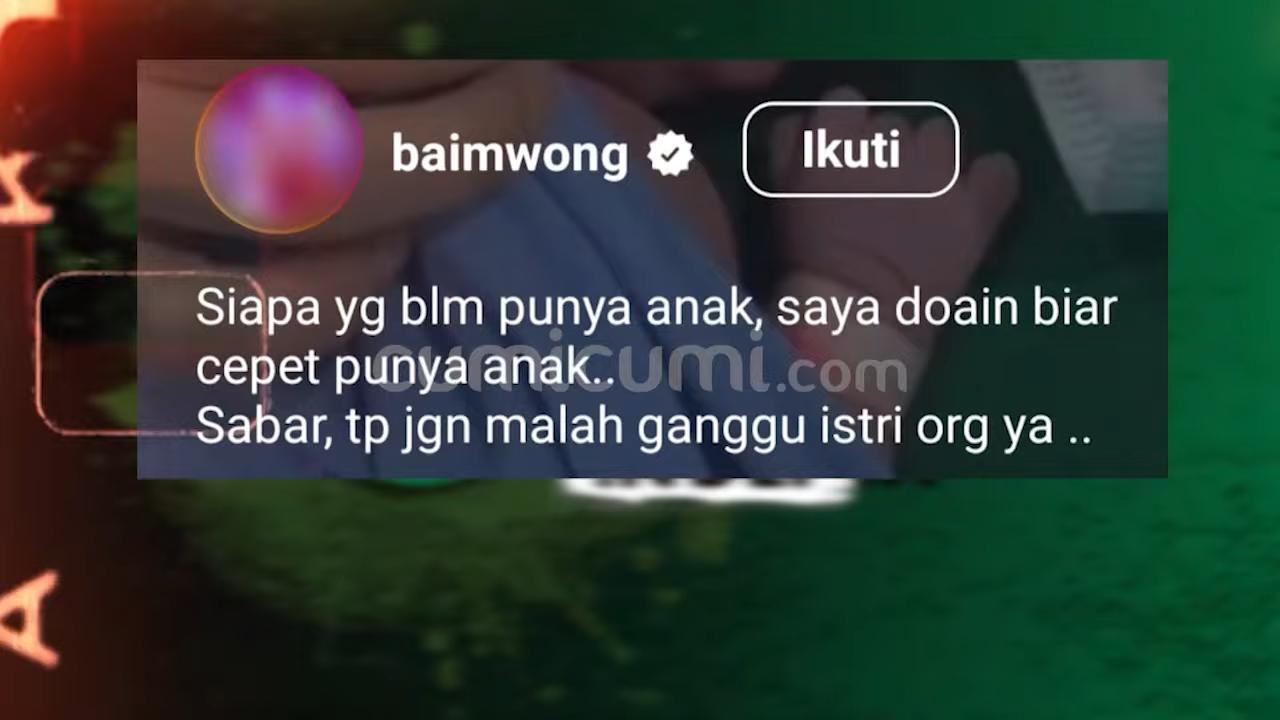 baimwong
Ikuti
Siapa yg blm punya anak, saya doain biar
cepet punya anak..
Sabar, tp jgn malah ganggu istri org ya ..
cumicumi.com
A